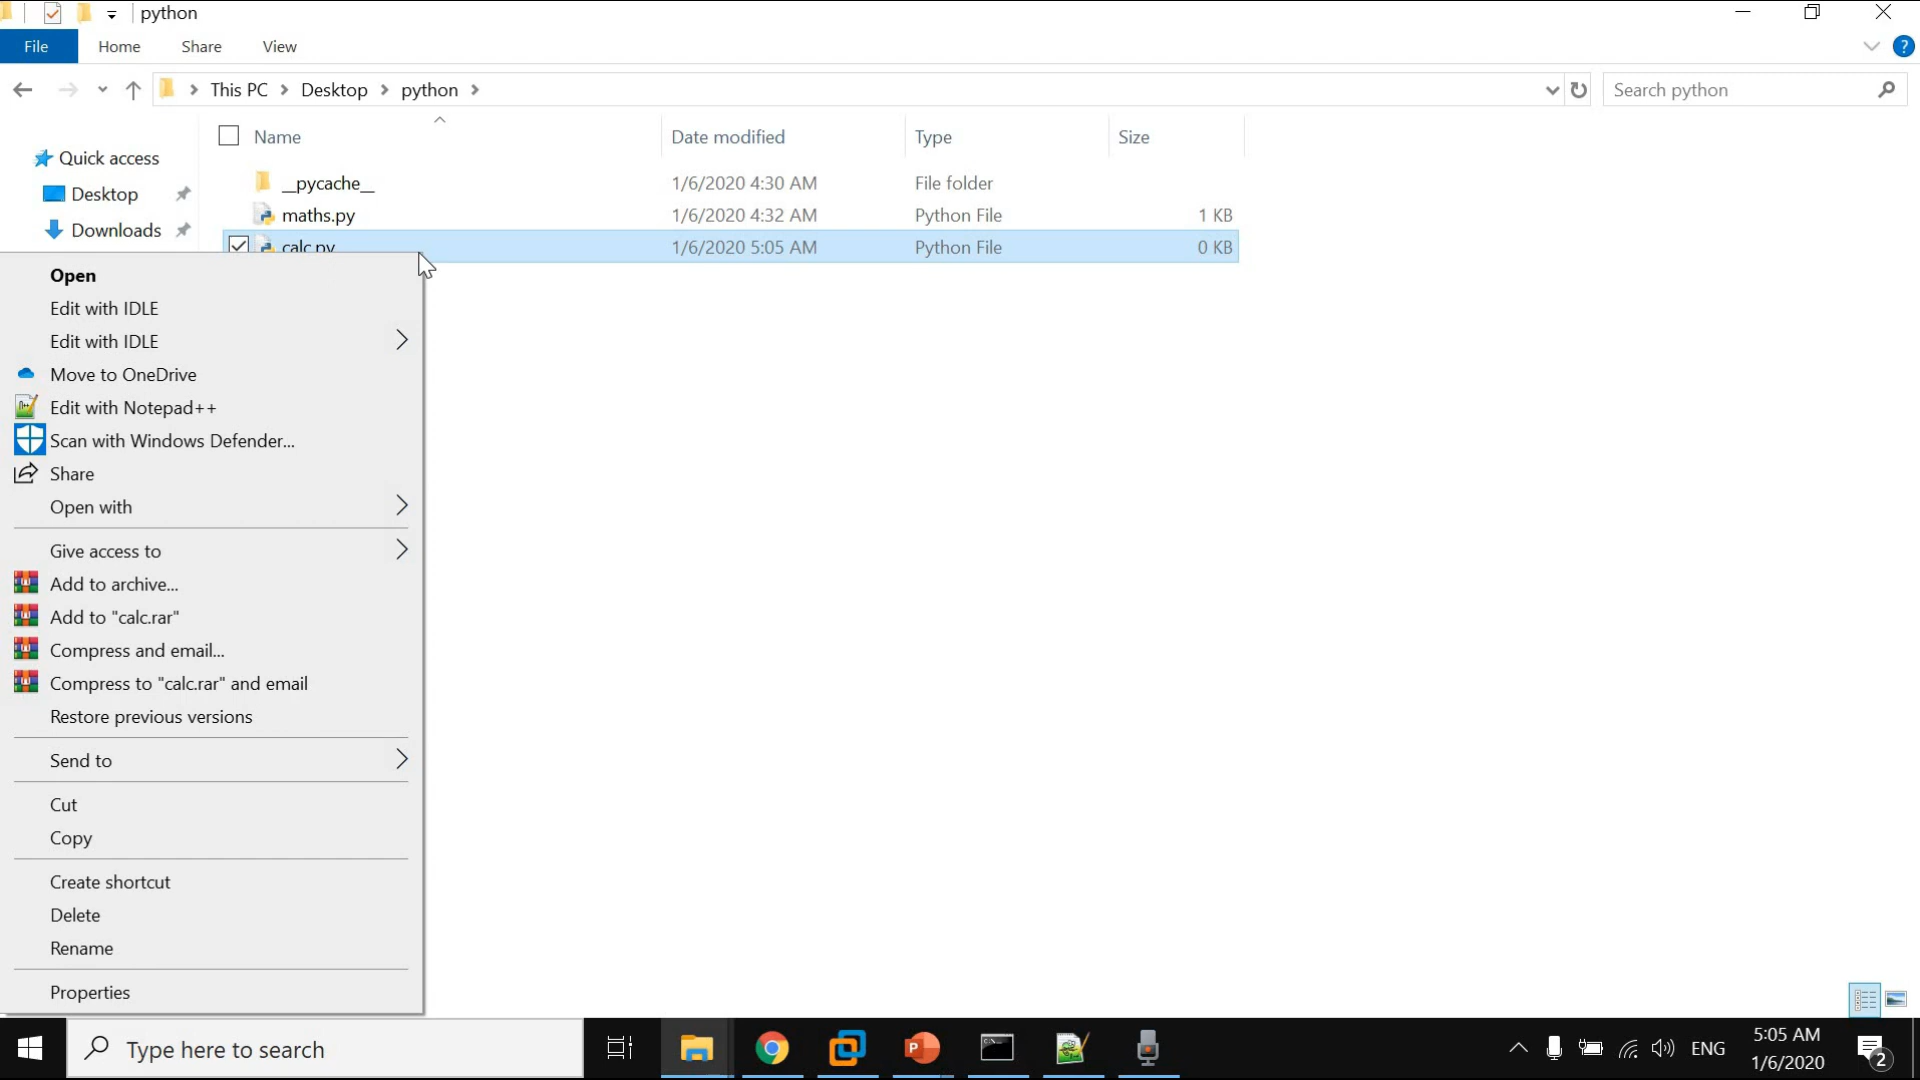 python
File Home Share View
This PC Desktop python
Search python
Name Date modified Type Size
Quick access
Desktop
Downloads
__pycache__ 1/6/2020 4:30 AM File folder
maths.py 1/6/2020 4:32 AM Python File 1 KB
calc.py 1/6/2020 5:05 AM Python File 0 KB
Open
Edit with IDLE
Edit with IDLE
Move to OneDrive
Edit with Notepad++
Scan with Windows Defender...
Share
Open with
Give access to
Add to archive...
Add to "calc.rar"
Compress and email...
Compress to "calc.rar" and email
Restore previous versions
Send to
Cut
Copy
Create shortcut
Delete
Rename
Properties
Type here to search
ENG
5:05 AM
1/6/2020
2